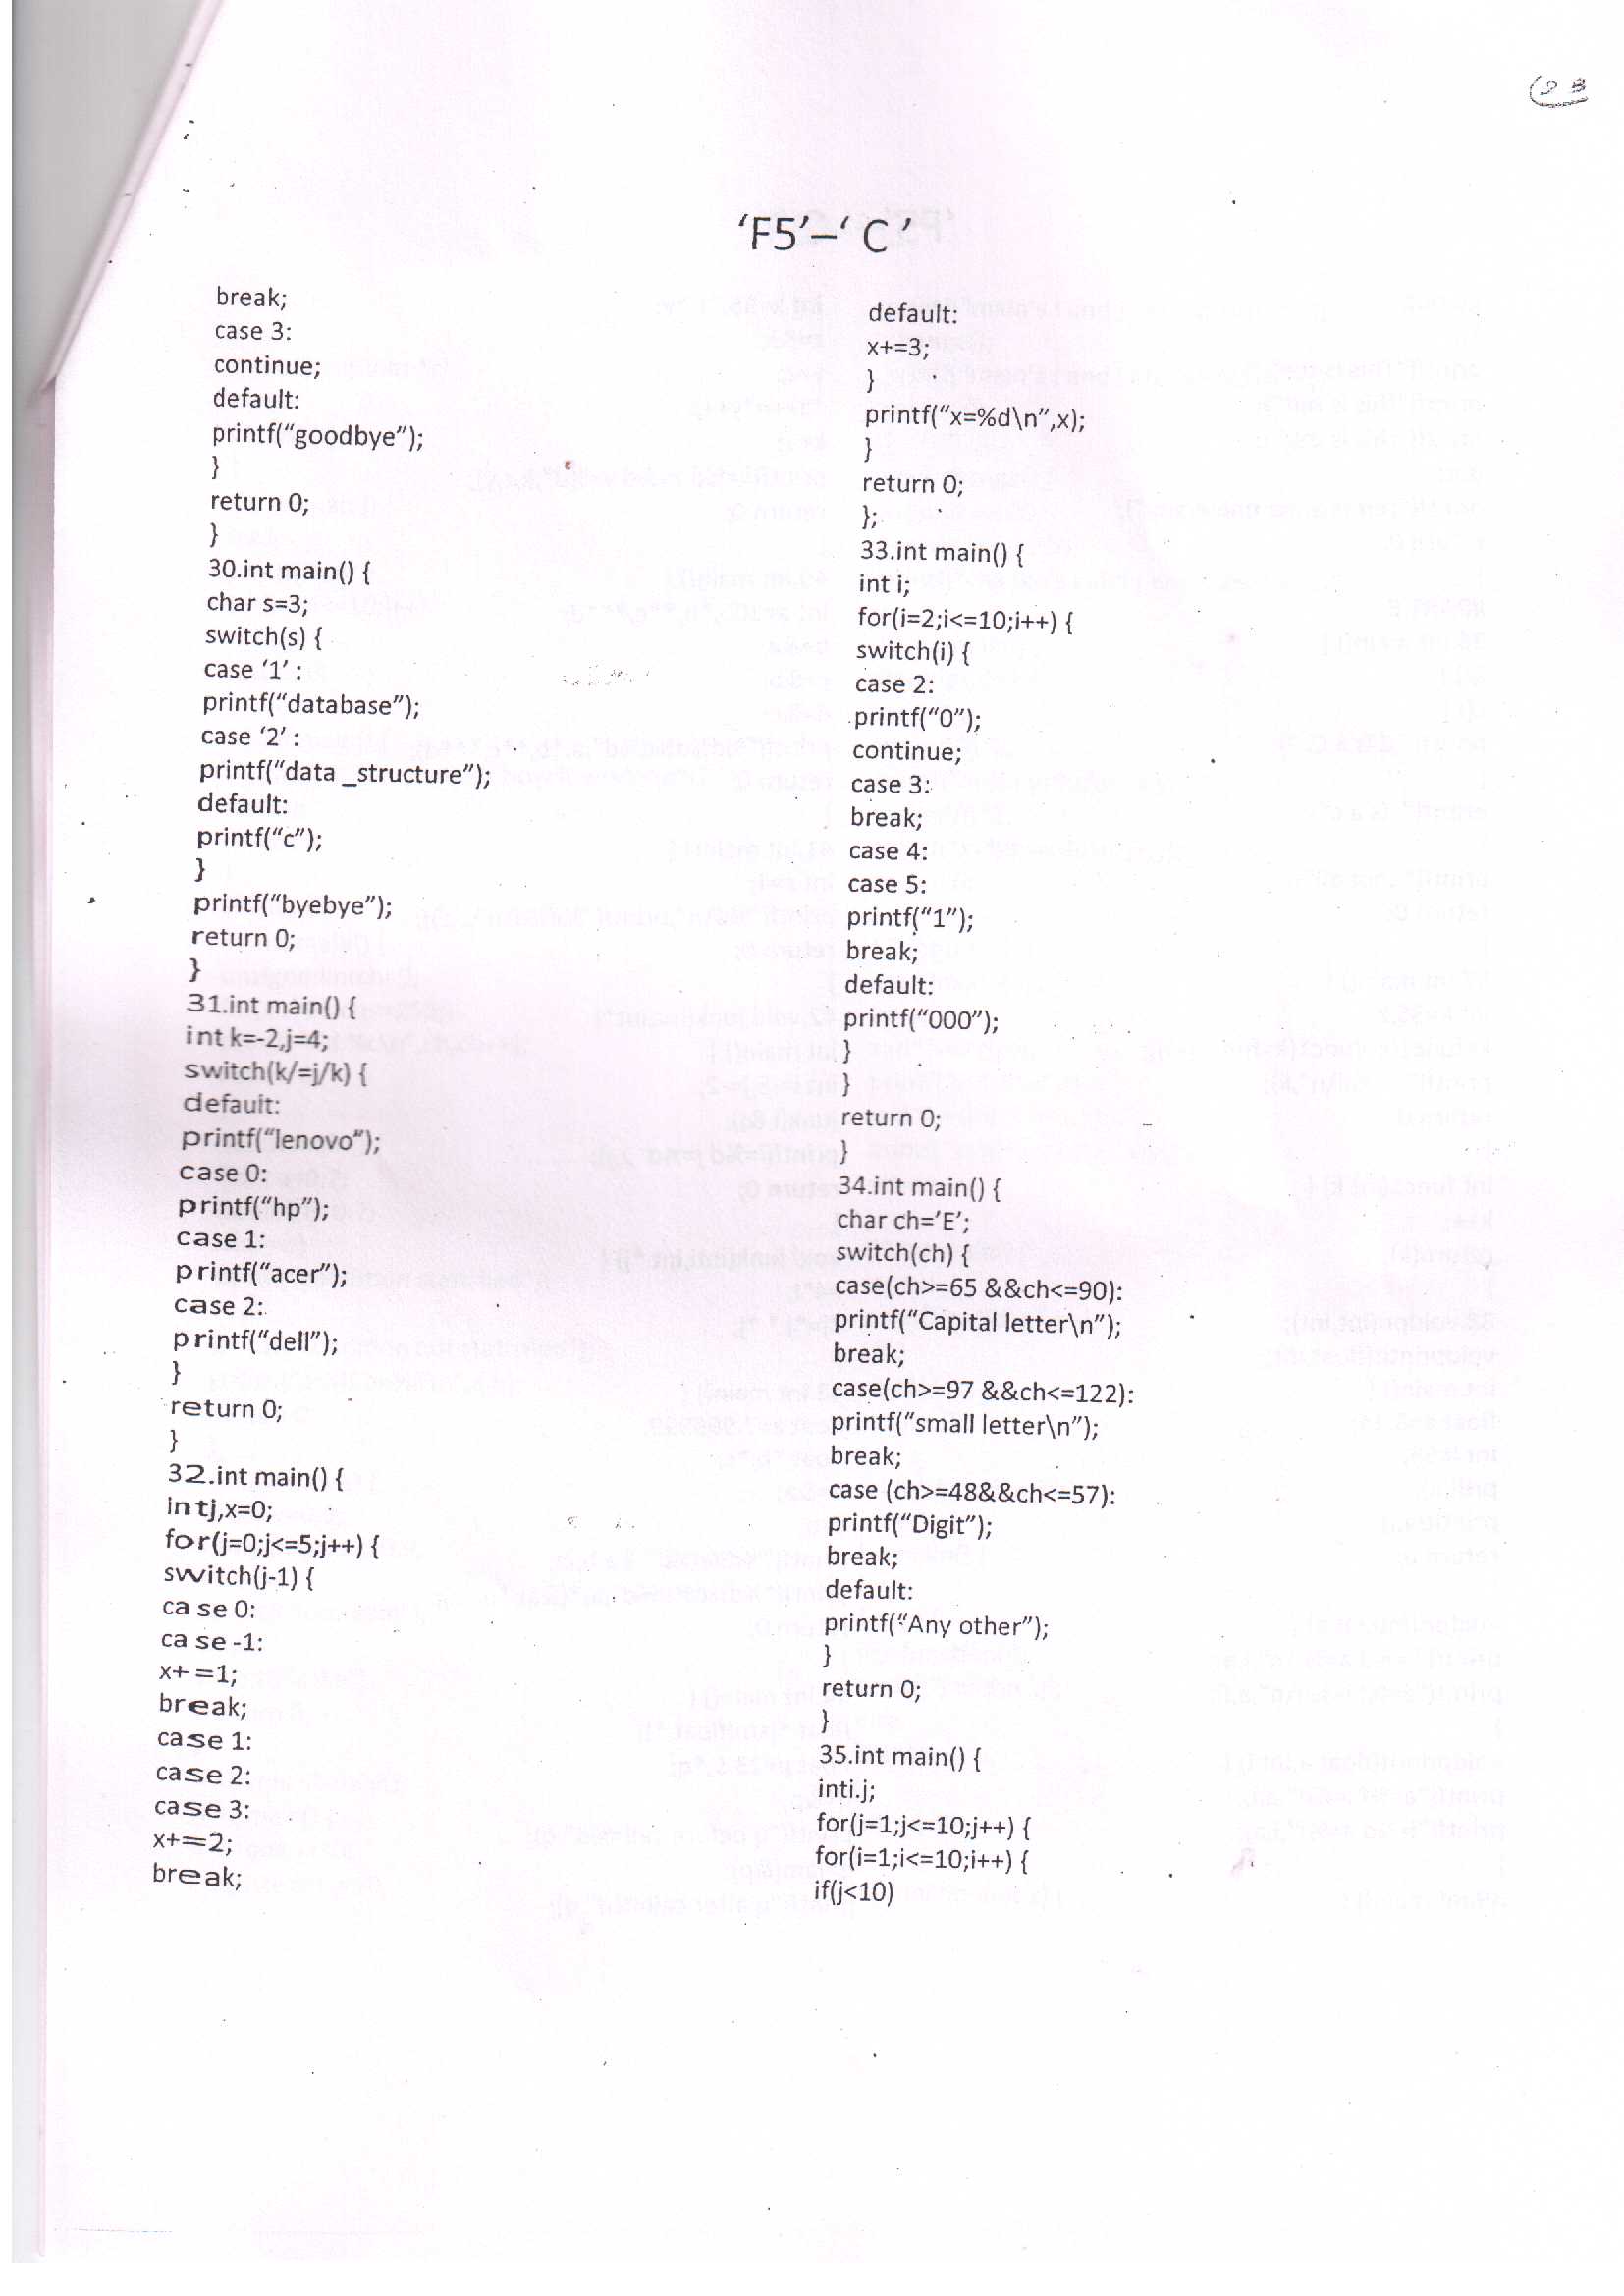 28
‘F5’–‘ C ’
break;
case 3:
continue;
default:
printf(“goodbye”);
}
return 0;
}
30.int main() {
char s=3;
switch(s) {
case ‘1’ :
printf(“database”);
case ‘2’ :
printf(“data _structure”);
default:
printf(“c”);
}
printf(“byebye”);
return 0;
}
31.int main() {
int k=-2,j=4;
switch(k/=j/k) {
default:
printf(“lenovo”);
case 0:
printf(“hp”);
case 1:
printf(“acer”);
case 2:
printf(“dell”);
}
return 0;
}
32.int main() {
intj,x=0;
for(j=0;j<=5;j++) {
switch(j-1) {
case 0:
case -1:
x+=1;
break;
case 1:
case 2:
case 3:
x+=2;
break;
default:
x+=3;
}
printf(“x=%d\n”,x);
}
return 0;
};
33.int main() {
int i;
for(i=2;i<=10;i++) {
switch(i) {
case 2:
printf(“0”);
continue;
case 3:
break;
case 4:
case 5:
printf(“1”);
break;
default:
printf(“000”);
}
}
return 0;
}
34.int main() {
char ch=’E’;
switch(ch) {
case(ch>=65 &&ch<=90):
printf(“Capital letter\n”);
break;
case(ch>=97 &&ch<=122):
printf(“small letter\n”);
break;
case (ch>=48&&ch<=57):
printf(“Digit”);
break;
default:
printf(“Any other”);
}
return 0;
}
35.int main() {
inti.j;
for(j=1;j<=10;j++) {
for(i=1;i<=10;i++) {
if(j<10)